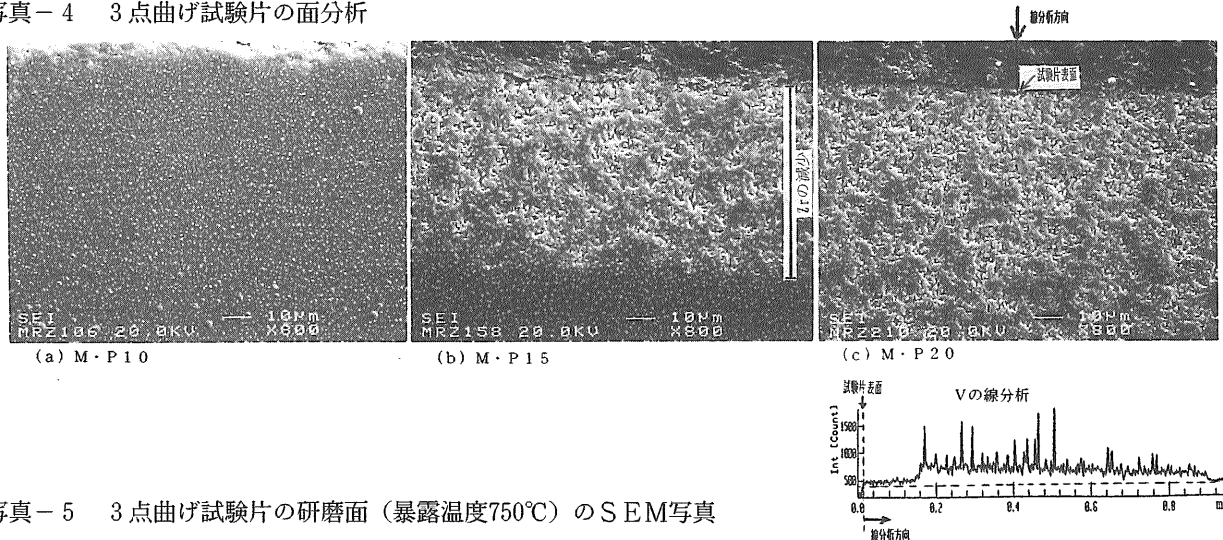 写真－4　3点曲げ試験片の面分析
線分析方向
試験片表面
SEI
MRZ106 20.0KV 10μm X800
SEI
MRZ158 20.0KV 10μm X800
SEI
MRZ210 20.0KV 10μm X800
(a) M・P10
(b) M・P15
(c) M・P20
試験片表面
Vの線分析
Int [Count]
1500
1000
500
0.0 0.2 0.4 0.6 0.8 m
線分析方向
写真－5　3点曲げ試験片の研磨面（暴露温度750℃）のSEM写真